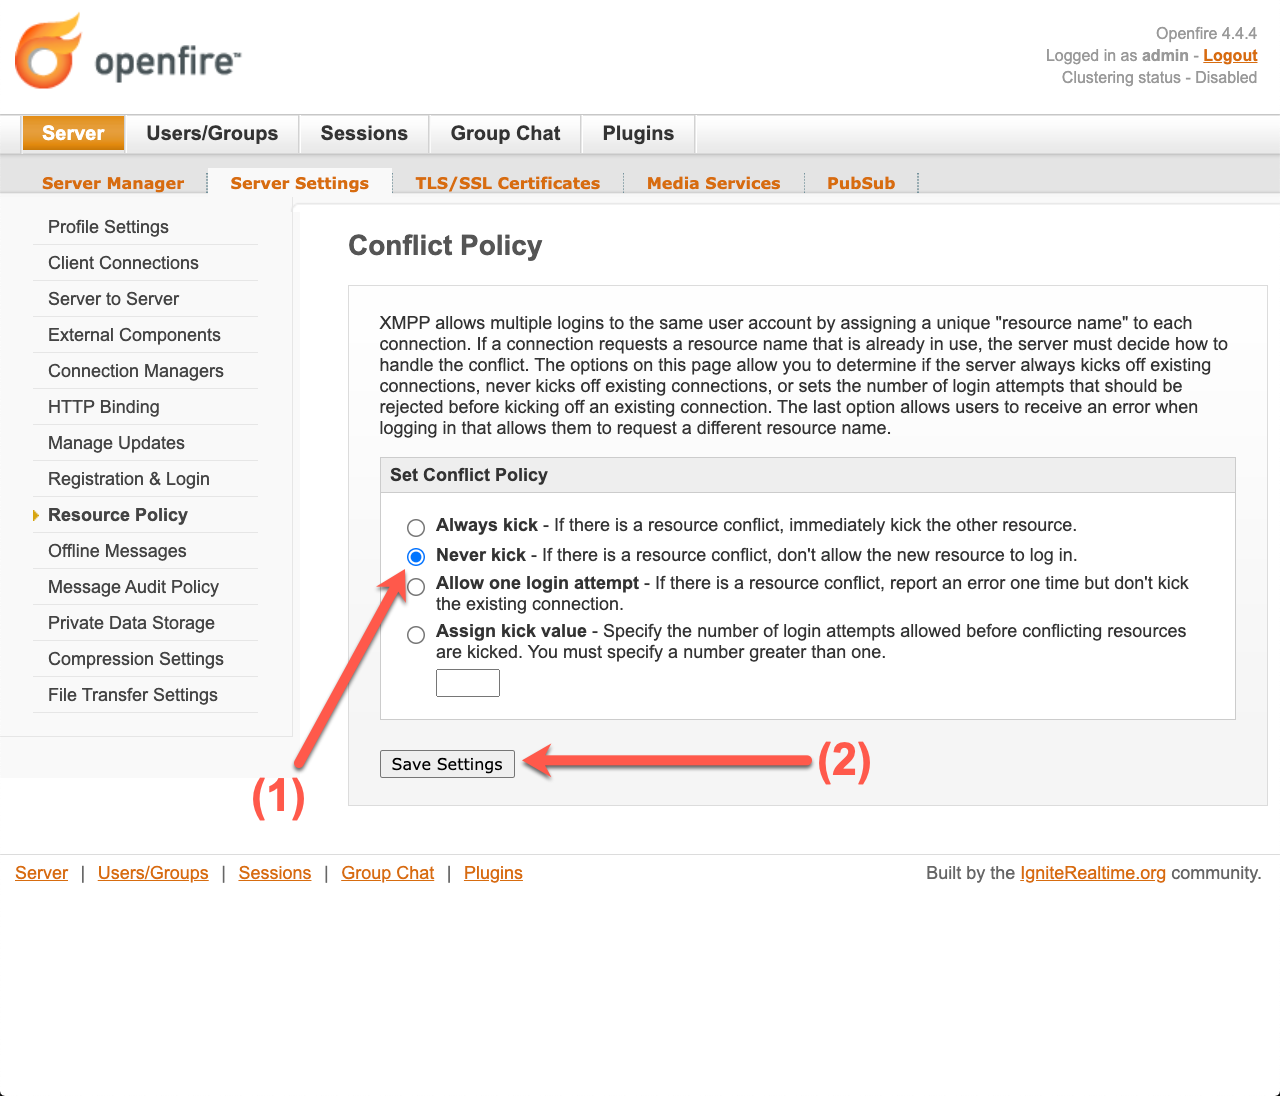 openfire™
Openfire 4.4.4
Logged in as admin - Logout
Clustering status - Disabled
Server Users/Groups Sessions Group Chat Plugins
Server Manager Server Settings TLS/SSL Certificates Media Services PubSub
Profile Settings
Client Connections
Server to Server
External Components
Connection Managers
HTTP Binding
Manage Updates
Registration & Login
Resource Policy
Offline Messages
Message Audit Policy
Private Data Storage
Compression Settings
File Transfer Settings
Conflict Policy
XMPP allows multiple logins to the same user account by assigning a unique "resource name" to each
connection. If a connection requests a resource name that is already in use, the server must decide how to
handle the conflict. The options on this page allow you to determine if the server always kicks off existing
connections, never kicks off existing connections, or sets the number of login attempts that should be
rejected before kicking off an existing connection. The last option allows users to receive an error when
logging in that allows them to request a different resource name.
Set Conflict Policy
Always kick - If there is a resource conflict, immediately kick the other resource.
Never kick - If there is a resource conflict, don't allow the new resource to log in.
Allow one login attempt - If there is a resource conflict, report an error one time but don't kick
the existing connection.
Assign kick value - Specify the number of login attempts allowed before conflicting resources
are kicked. You must specify a number greater than one.
Save Settings
(2)
(1)
Server | Users/Groups | Sessions | Group Chat | Plugins
Built by the IgniteRealtime.org community.